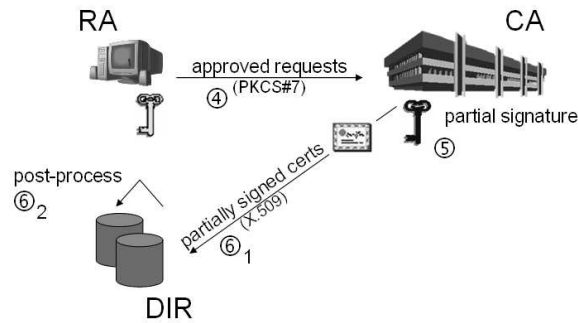 RA
CA
approved requests
④ (PKCS#7)
partial signature
⑤
post-process
⑥2
partially signed certs
(X.509)
⑥1
DIR